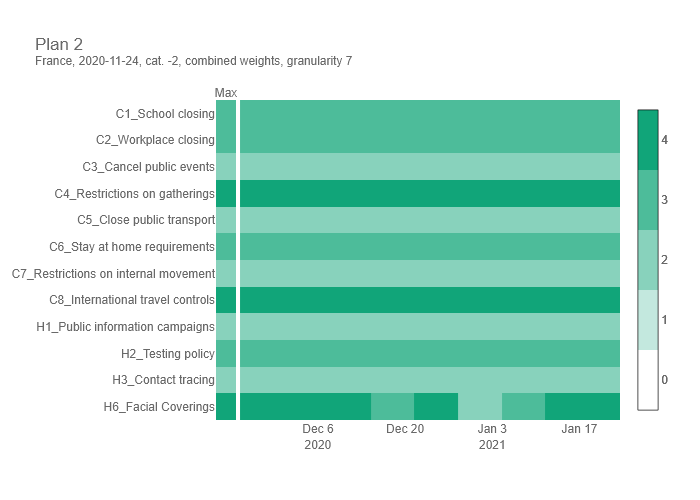 Plan 2
France, 2020-11-24, cat. -2, combined weights, granularity 7
Max
C1_School closing
C2_Workplace closing
C3_Cancel public events
C4_Restrictions on gatherings
C5_Close public transport
C6_Stay at home requirements
C7_Restrictions on internal movement
C8_International travel controls
H1_Public information campaigns
H2_Testing policy
H3_Contact tracing
H6_Facial Coverings
Dec 6 Dec 20 Jan 3 Jan 17
2020 2021
4
3
2
1
0